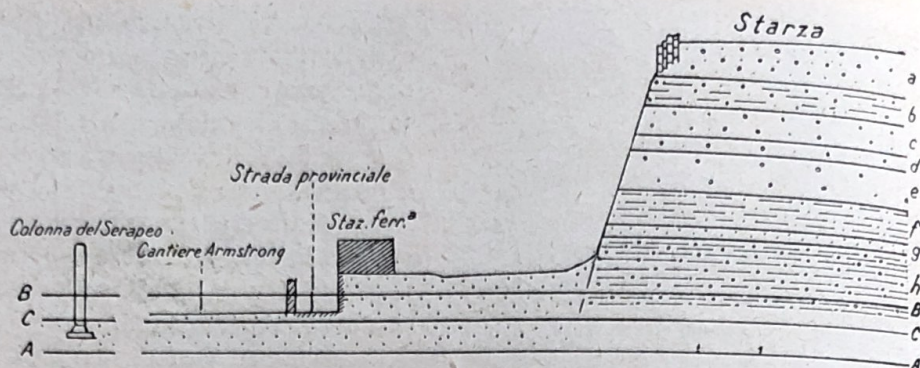 Starza
a
b
c
d
e
f
g
h
B
C
A
Strada provinciale
Staz. ferr.ª
Colonna del Serapeo.
Cantiere Armstrong
B
C
A